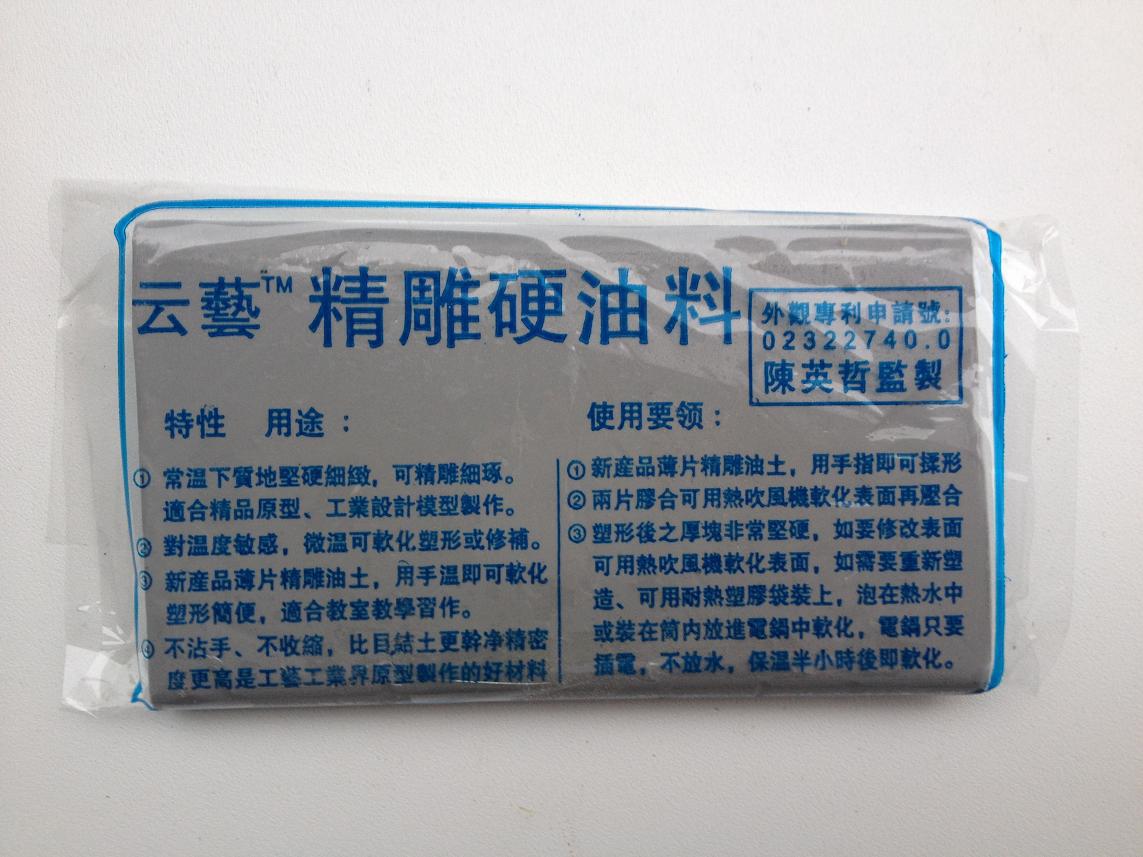 云藝™ 精雕硬油料
外觀專利申請號:
02322740.0
陳英哲監製
特性 用途：
① 常温下質地堅硬細緻，可精雕細琢。
適合精品原型、工業設計模型製作。
② 對温度敏感，微温可軟化塑形或修補。
③ 新産品薄片精雕油土，用手温即可軟化
塑形簡便，適合教室教學習作。
④ 不沾手、不收縮，比目結土更幹净精密
度更高是工藝工業界原型製作的好材料
使用要领：
① 新産品薄片精雕油土，用手指即可揉形
② 兩片膠合可用熱吹風機軟化表面再壓合
③ 塑形後之厚塊非常堅硬，如要修改表面
可用熱吹風機軟化表面，如需要重新塑
造、可用耐熱塑膠袋裝上，泡在熱水中
或裝在筒内放進電鍋中軟化，電鍋只要
插電，不放水，保温半小時後即軟化。